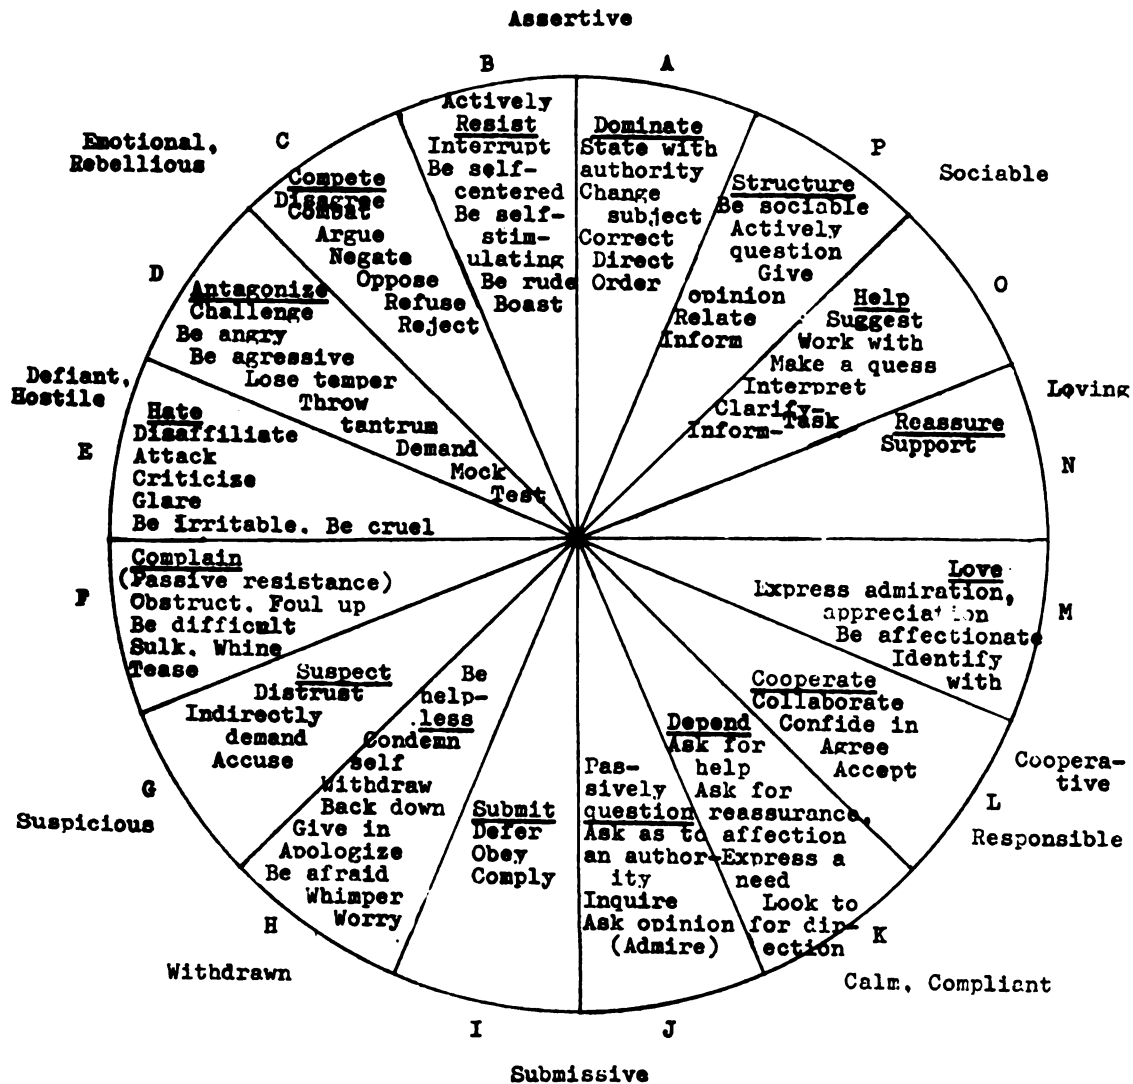 Assertive
B
A
Actively
Resist
Interrupt
Be self-
centered
Be self-
stim-
ulating
Be rude
Boast
Dominate
State with
authority
Change
subject
Correct
Direct
Order
P
Sociable
Structure
Be sociable
Actively
question
Give
opinion
Relate
Inform
O
Help
Suggest
Work with
Make a quess
Interpret
Clarify-
Inform-Task
Loving
Reassure
Support
N
Love
Express admiration,
appreciation
Be affectionate
Identify
with
M
Cooperate
Collaborate
Confide in
Agree
Accept
Coopera-
tive
L
Responsible
Depend
Ask for
help
Ask for
reassurance,
affection
Express a
need
Look to
for dir-
ection
K
Calm, Compliant
Pas-
sively
question
Ask as to
an author-
ity
Inquire
Ask opinion
(Admire)
J
Submissive
I
Submit
Defer
Obey
Comply
Be
help-
less
Condemn
self
Withdraw
Back down
Give in
Apologize
Be afraid
Whimper
Worry
H
Withdrawn
Suspect
Distrust
Indirectly
demand
Accuse
G
Suspicious
Complain
(Passive resistance)
Obstruct. Foul up
Be difficult
Sulk. Whine
Tease
F
Hate
Disaffiliate
Attack
Criticize
Glare
Be irritable. Be cruel
E
Defiant,
Hostile
Antagonize
Challenge
Be angry
Be agressive
Lose temper
Throw
tantrum
Demand
Mock
Test
D
Emotional,
Rebellious
C
Compete
Disagree
Combat
Argue
Negate
Oppose
Refuse
Reject